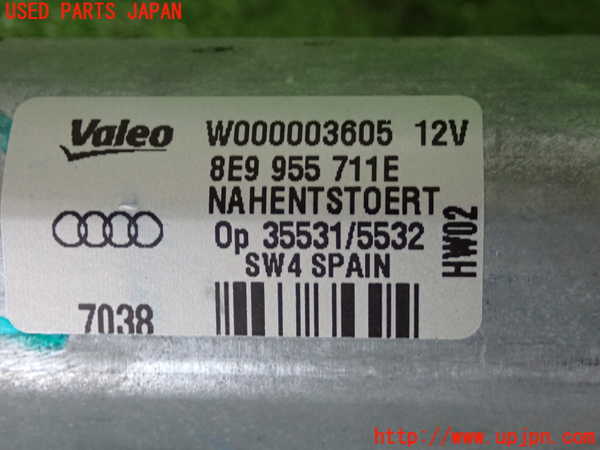 USED PARTS JAPAN
Valeo W000003605 12V
8E9 955 711E
NAHENTSTOERT
Op 35531/5532
SW4 SPAIN
HW02
7038
http://www.upjpn.com/